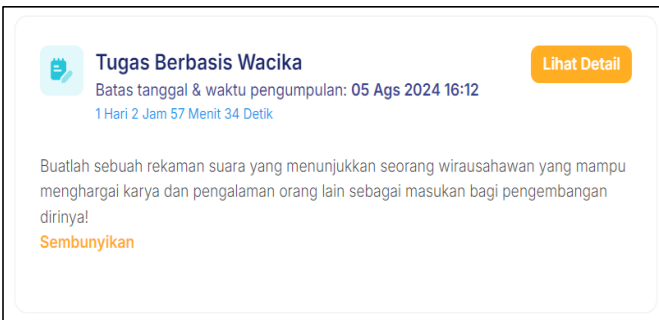 Tugas Berbasis Wacika
Lihat Detail
Batas tanggal & waktu pengumpulan: 05 Ags 2024 16:12
1 Hari 2 Jam 57 Menit 34 Detik
Buatlah sebuah rekaman suara yang menunjukkan seorang wirausahawan yang mampu
menghargai karya dan pengalaman orang lain sebagai masukan bagi pengembangan
dirinya!
Sembunyikan